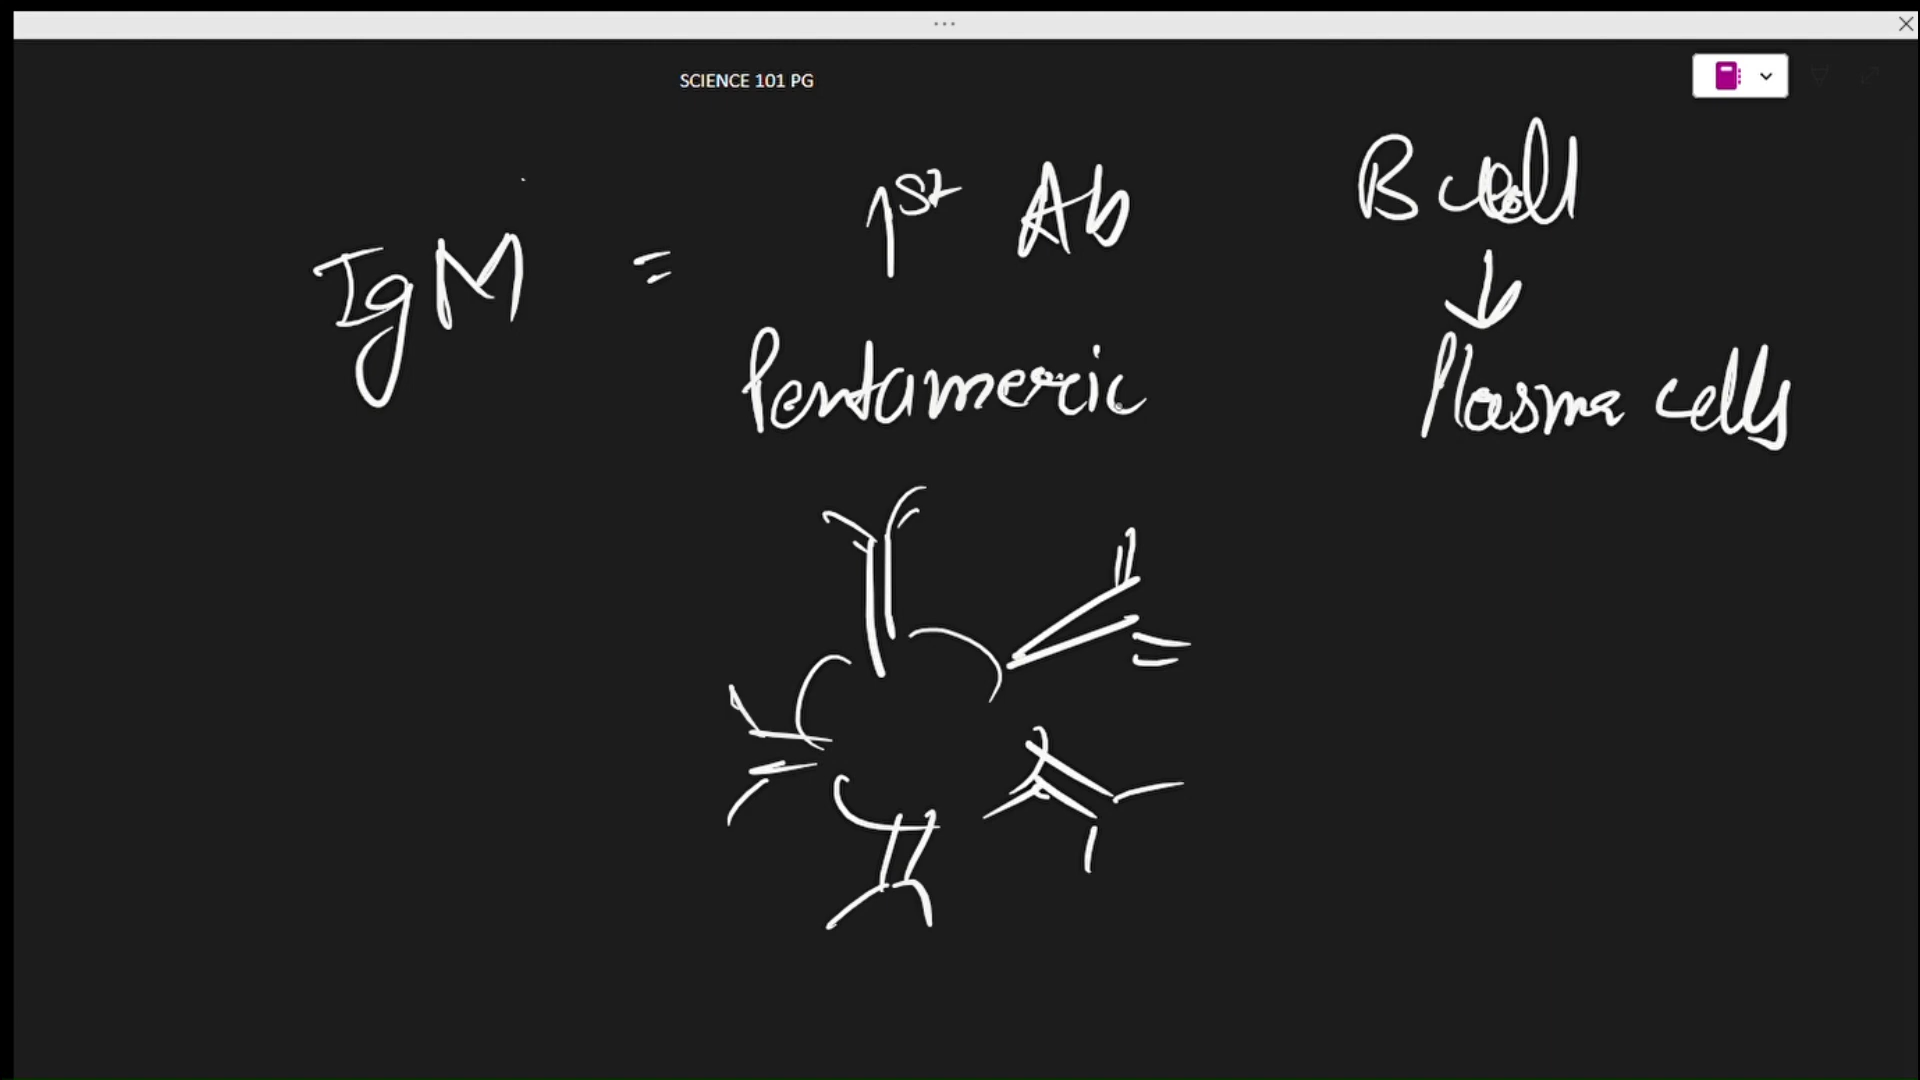 SCIENCE 101 PG
IgM = 1st Ab
Pentameric
B cell
↓
Plasma cells